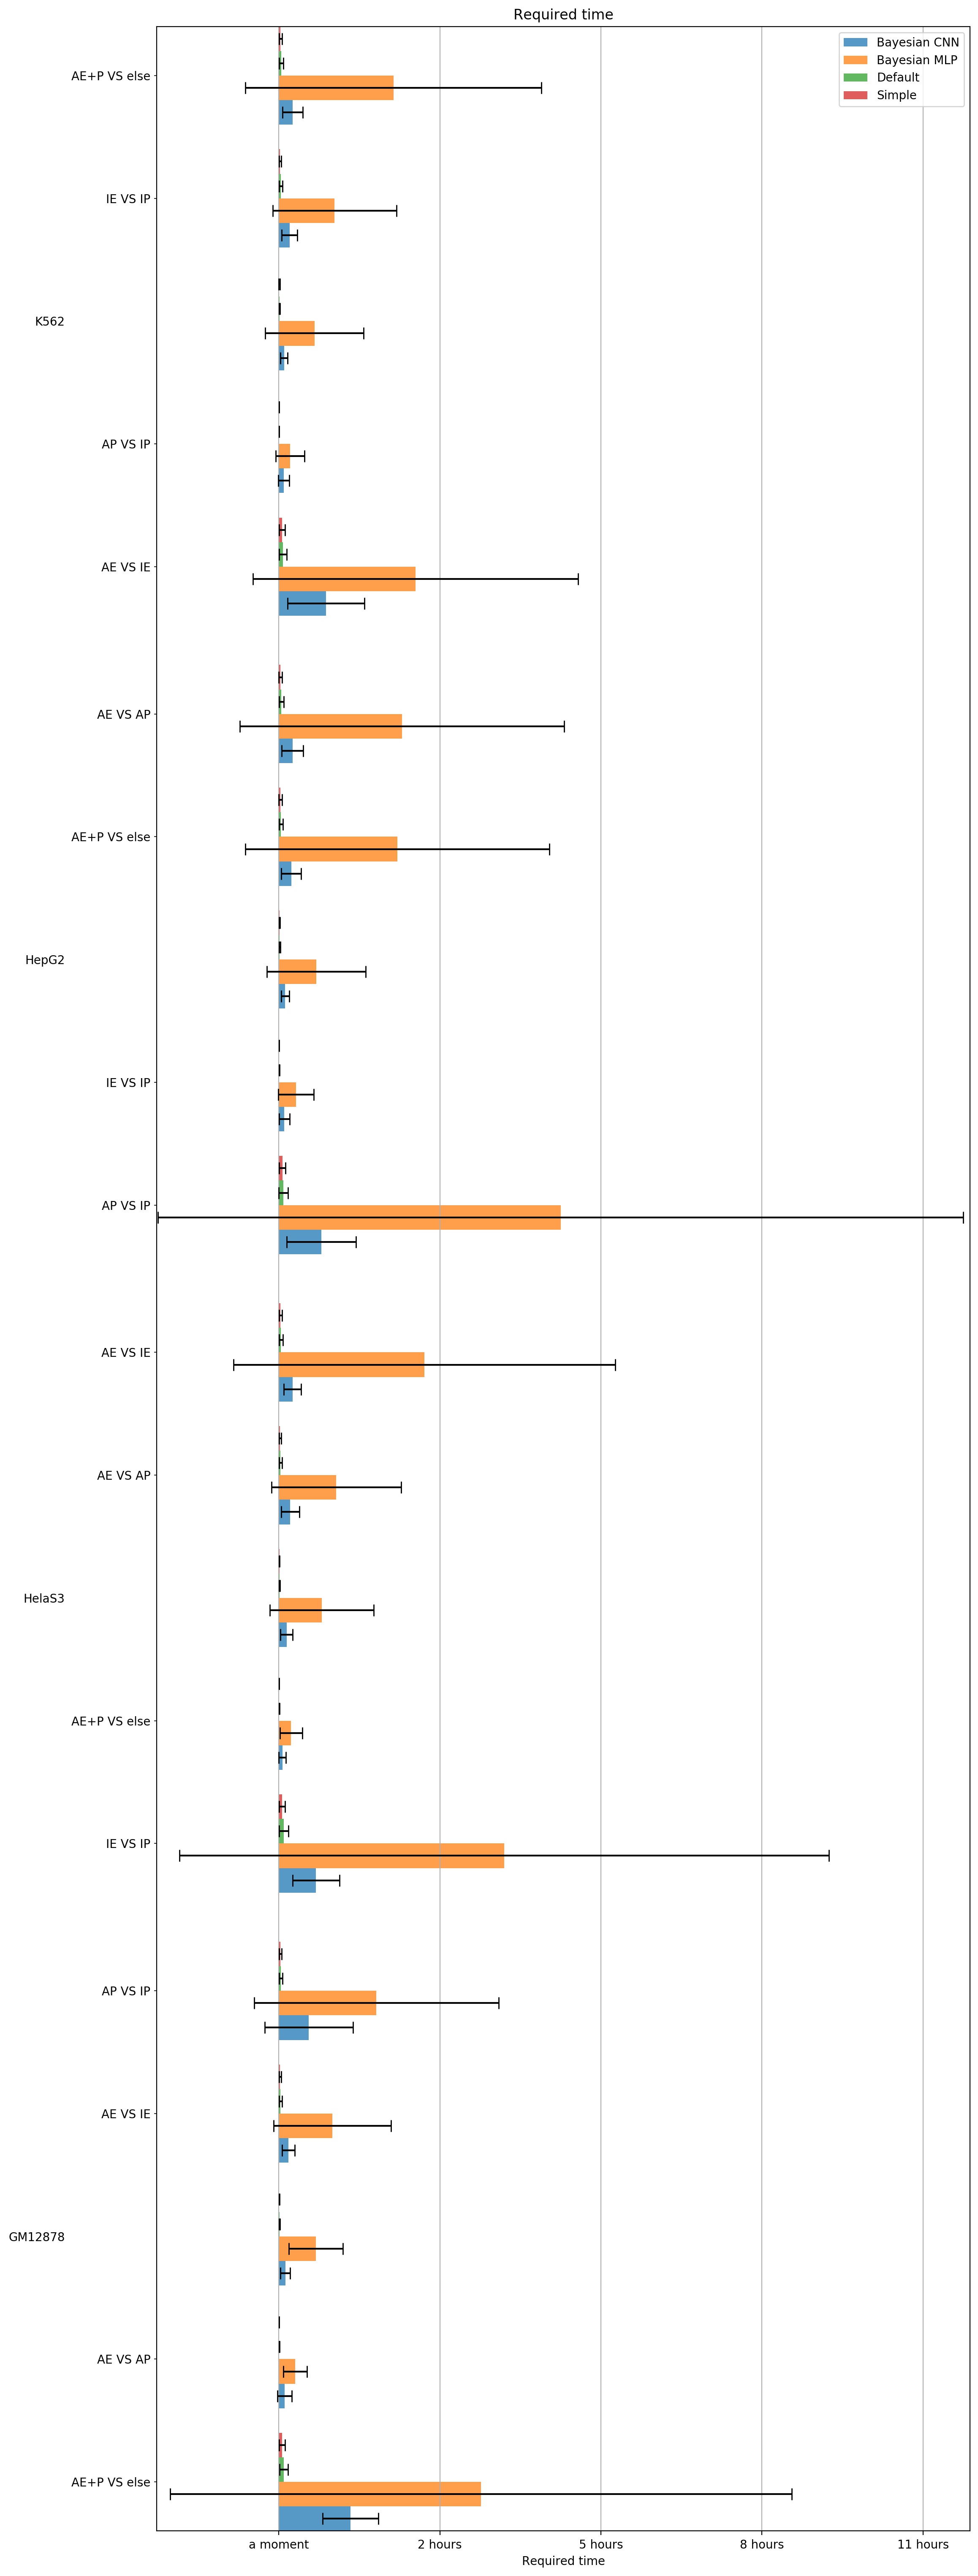 Required time
Bayesian CNN
Bayesian MLP
Default
Simple
AE+P VS else
IE VS IP
K562
AP VS IP
AE VS IE
AE VS AP
AE+P VS else
HepG2
IE VS IP
AP VS IP
AE VS IE
AE VS AP
HelaS3
AE+P VS else
IE VS IP
AP VS IP
AE VS IE
GM12878
AE VS AP
AE+P VS else
a moment 2 hours 5 hours 8 hours 11 hours
Required time